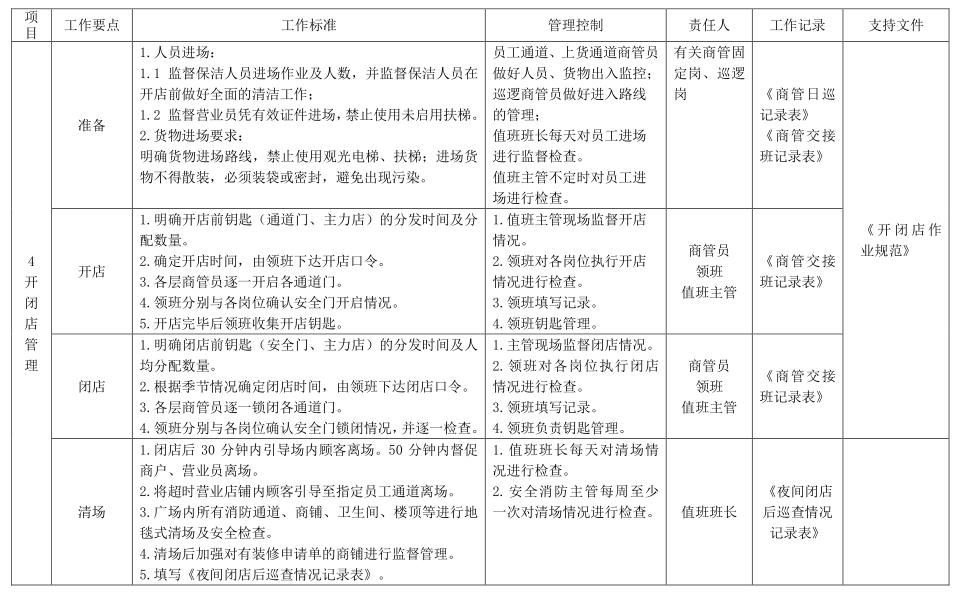 项
目
工作要点
工作标准
管理控制
责任人
工作记录
支持文件
4
开
闭
店
管
理
准备
1.人员进场：
1.1 监督保洁人员进场作业及人数，并监督保洁人员在
开店前做好全面的清洁工作；
1.2 监督营业员凭有效证件进场，禁止使用未启用扶梯。
2.货物进场要求：
明确货物进场路线，禁止使用观光电梯、扶梯；进场货
物不得散装，必须装袋或密封，避免出现污染。
员工通道、上货通道商管员
做好人员、货物出入监控；
巡逻商管员做好进入路线
的管理；
值班班长每天对员工进场
进行监督检查。
值班主管不定时对员工进
场进行检查。
有关商管固
定岗、巡逻
岗
《商管日巡
记录表》
《商管交接
班记录表》
《开闭店作
业规范》
开店
1.明确开店前钥匙（通道门、主力店）的分发时间及分
配数量。
2.确定开店时间，由领班下达开店口令。
3.各层商管员逐一开启各通道门。
4.领班分别与各岗位确认安全门开启情况。
5.开店完毕后领班收集开店钥匙。
1.值班主管现场监督开店
情况。
2.领班对各岗位执行开店
情况进行检查。
3.领班填写记录。
4.领班钥匙管理。
商管员
领班
值班主管
《商管交接
班记录表》
闭店
1.明确闭店前钥匙（安全门、主力店）的分发时间及人
均分配数量。
2.根据季节情况确定闭店时间，由领班下达闭店口令。
3.各层商管员逐一锁闭各通道门。
4.领班分别与各岗位确认安全门锁闭情况，并逐一检查。
1.主管现场监督闭店情况。
2.领班对各岗位执行闭店
情况进行检查。
3.领班填写记录。
4.领班负责钥匙管理。
商管员
领班
值班主管
《商管交接
班记录表》
清场
1.闭店后 30 分钟内引导场内顾客离场。50 分钟内督促
商户、营业员离场。
2.将超时营业店铺内顾客引导至指定员工通道离场。
3.广场内所有消防通道、商铺、卫生间、楼顶等进行地
毯式清场及安全检查。
4.清场后加强对有装修申请单的商铺进行监督管理。
5.填写《夜间闭店后巡查情况记录表》。
1.值班班长每天对清场情
况进行检查。
2.安全消防主管每周至少
一次对清场情况进行检查。
值班班长
《夜间闭店
后巡查情况
记录表》